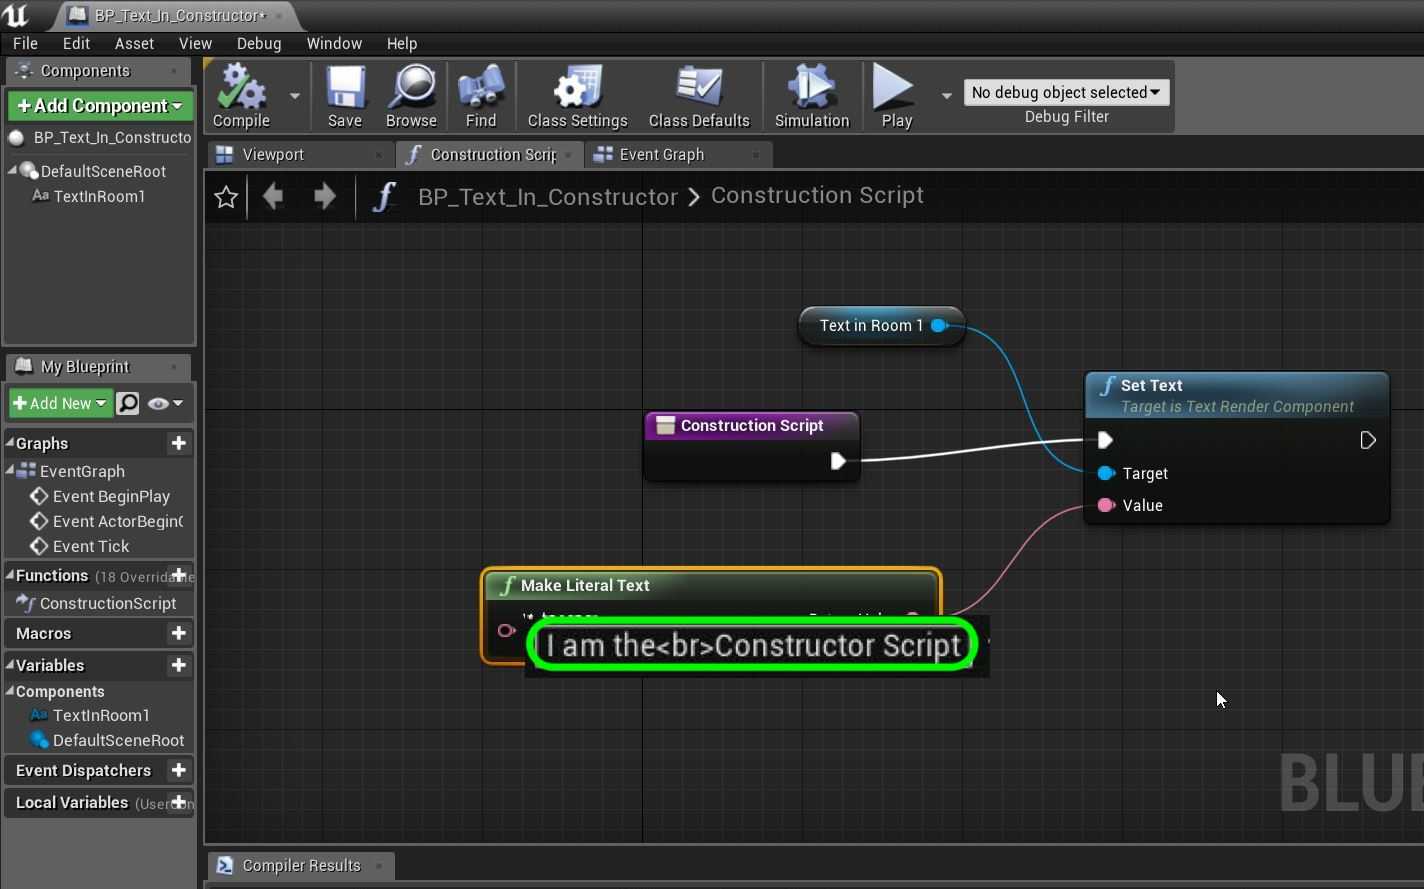 BP_Text_In_Constructor*
File Edit Asset View Debug Window Help
Components
+Add Component
BP_Text_In_Constructo
DefaultSceneRoot
Aa TextInRoom1
My Blueprint
+Add New
Graphs
EventGraph
Event BeginPlay
Event ActorBegin
Event Tick
Functions (18 Overridable
ConstructionScript
Macros
Variables
Components
Aa TextInRoom1
DefaultSceneRoot
Event Dispatchers
Local Variables
Compile
Save
Browse
Find
Class Settings
Class Defaults
Simulation
Play
No debug object selected
Debug Filter
Viewport
Construction Scrip
Event Graph
BP_Text_In_Constructor > Construction Script
Text in Room 1
Set Text
Target is Text Render Component
Target
Value
Construction Script
Make Literal Text
I am the<br>Constructor Script
BLUE
Compiler Results